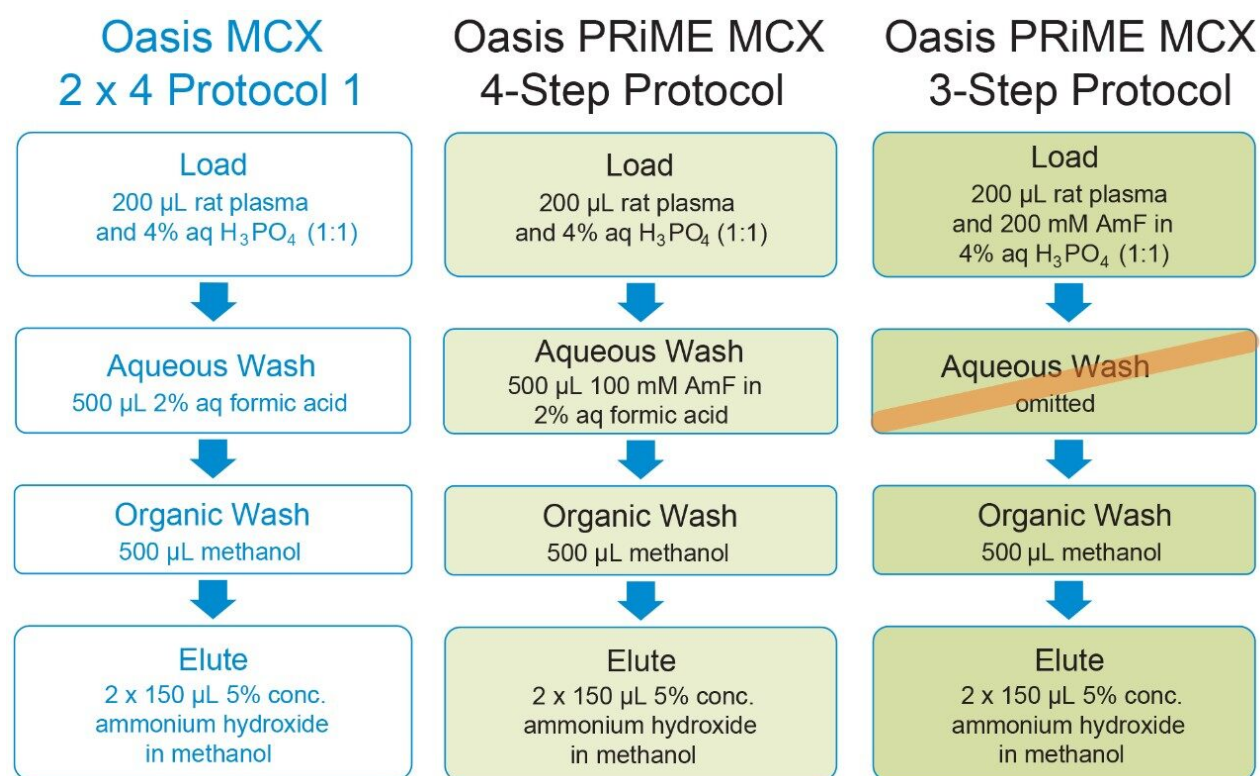 Oasis MCX
2 x 4 Protocol 1
Load
200 µL rat plasma
and 4% aq H₃PO₄ (1:1)
Aqueous Wash
500 µL 2% aq formic acid
Organic Wash
500 µL methanol
Elute
2 x 150 µL 5% conc.
ammonium hydroxide
in methanol
Oasis PRiME MCX
4-Step Protocol
Load
200 µL rat plasma
and 4% aq H₃PO₄ (1:1)
Aqueous Wash
500 µL 100 mM AmF in
2% aq formic acid
Organic Wash
500 µL methanol
Elute
2 x 150 µL 5% conc.
ammonium hydroxide
in methanol
Oasis PRiME MCX
3-Step Protocol
Load
200 µL rat plasma
and 200 mM AmF in
4% aq H₃PO₄ (1:1)
Aqueous Wash
omitted
Organic Wash
500 µL methanol
Elute
2 x 150 µL 5% conc.
ammonium hydroxide
in methanol